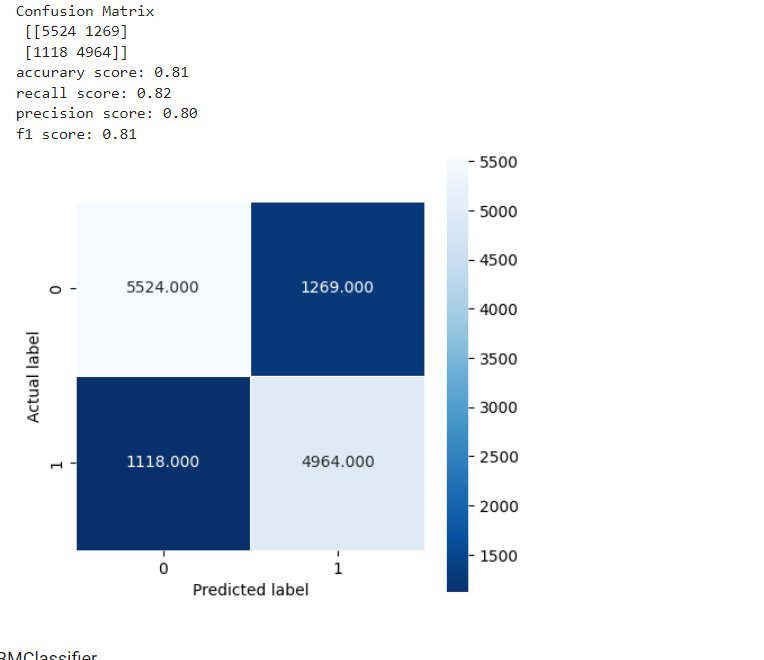 Confusion Matrix
[[5524 1269]
[1118 4964]]
accurary score: 0.81
recall score: 0.82
precision score: 0.80
f1 score: 0.81
5500
5000
4500
4000
3500
3000
2500
2000
1500
5524.000 1269.000
1118.000 4964.000
0
1
Actual label
0 1
Predicted label
BMClassifier